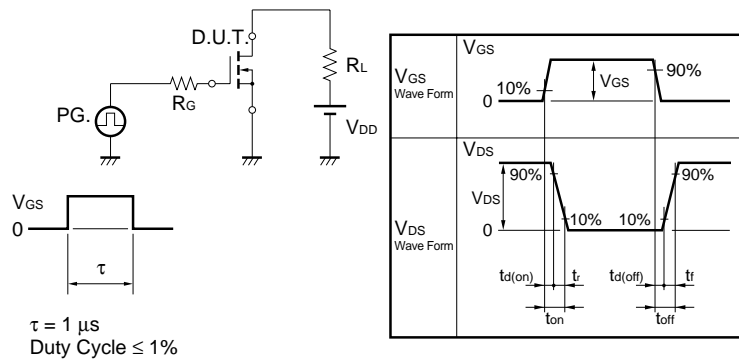 D.U.T.
RL
RG
PG.
VDD
VGS
0
τ
τ = 1 μs
Duty Cycle ≤ 1%
VGS
Wave Form
VGS
10%
0
VGS
90%
VDS
Wave Form
VDS
90%
VDS
0
10%
10%
90%
td(on)
tr
td(off)
tf
ton
toff